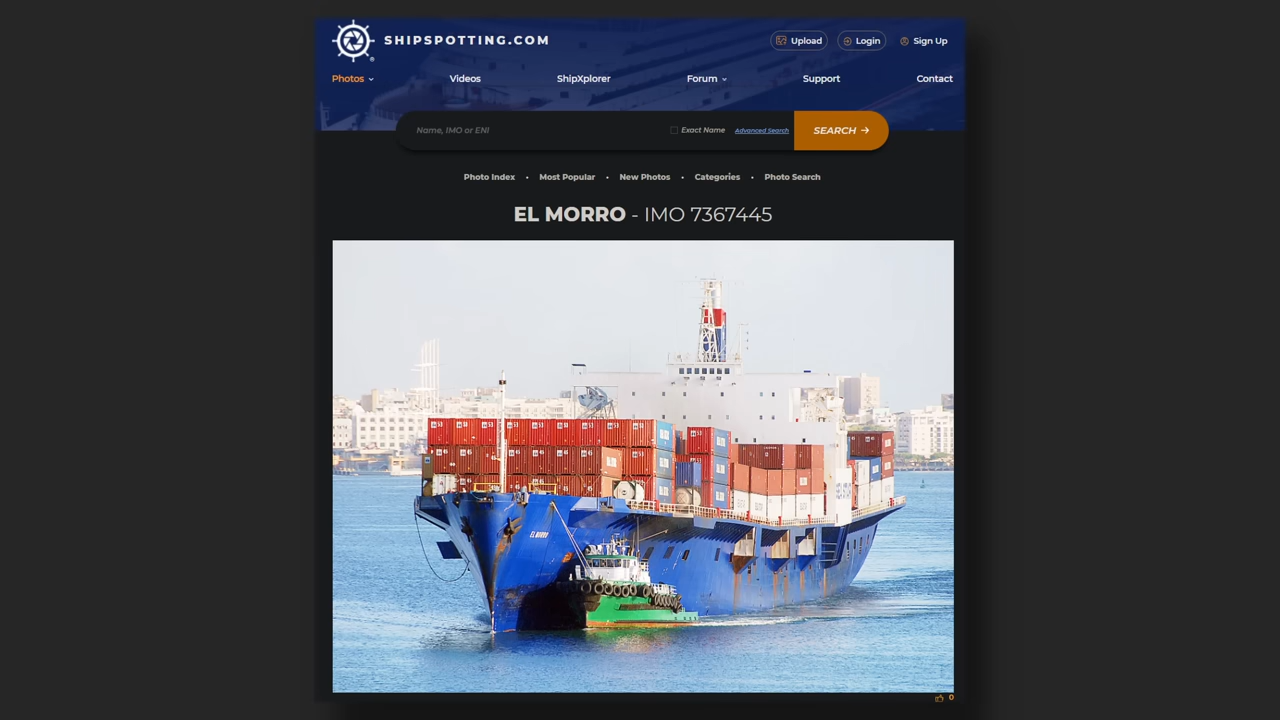 SHIPSPOTTING.COM
Upload
Login
Sign Up
Photos
Videos
ShipXplorer
Forum
Support
Contact
Name, IMO or ENI
Exact Name
Advanced Search
SEARCH
Photo Index • Most Popular • New Photos • Categories • Photo Search
EL MORRO - IMO 7367445
EL MORRO
0